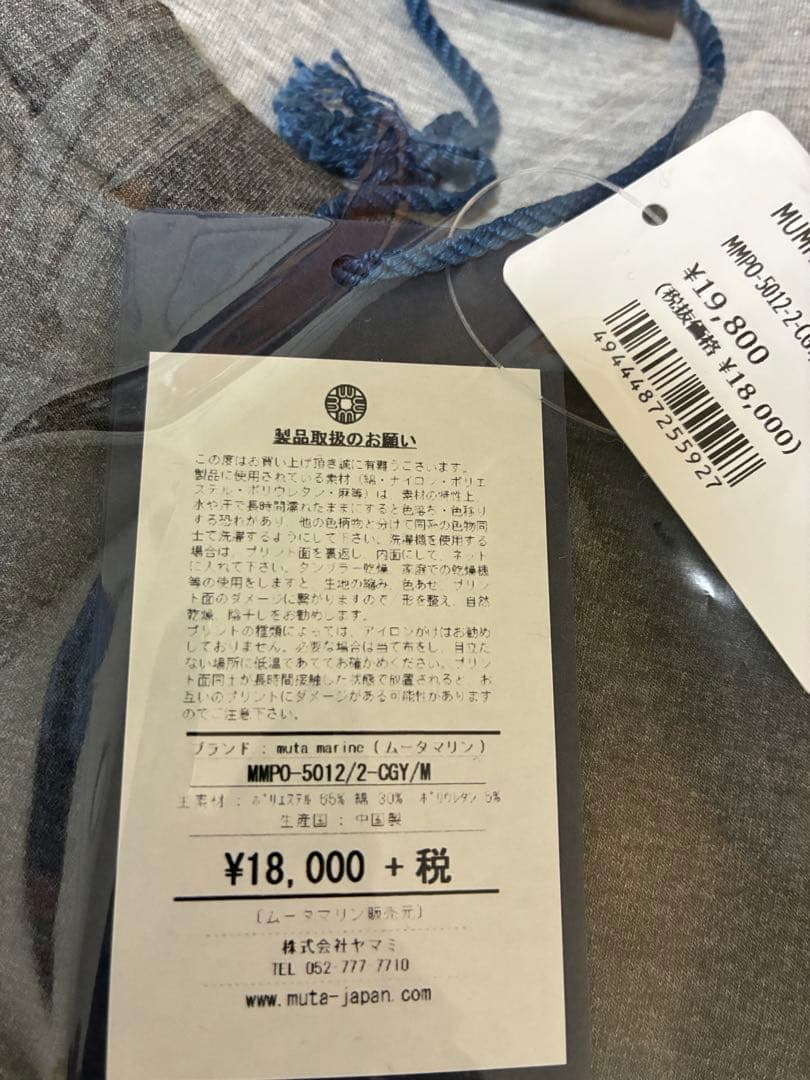 製品取扱のお願い
この度はお買い上げ頂き誠に有難うございます。
製品に使用されている素材(綿・ナイロン・ポリエ
ステル・ポリウレタン・麻等)は、素材の特性上、
水や汗で長時間濡れたままにすると色落ち・色移り
する恐れがあり、他の色柄物と分けて同系の色物同
士で洗濯するようにして下さい。洗濯機を使用する
場合は、プリント面を裏返し、内面にして、ネット
に入れて下さい。タンブラー乾燥、家庭での乾燥機
等の使用をしますと、生地の縮み、色あせ、プリン
ト面のダメージに繋がりますので、形を整え、自然
乾燥、陰干しをお勧めします。
プリントの種類によっては、アイロンがけはお勧め
しておりません。必要な場合は当て布をし、目立た
ない場所に低温であててお確かめください。プリン
ト面同士が長時間接触した状態で放置されると、お
互いのプリントにダメージがある可能性があります
のでご注意下さい。
ブランド : muta marine (ムータマリン)
MMPO-5012/2-CGY/M
主素材 : ポリエステル 65% 綿 30% ポリウレタン 5%
生産国 : 中国製
¥18,000 + 税
(ムータマリン販売元)
株式会社ヤマミ
TEL 052-777-7710
www.muta-japan.com
MMPO-5012-2-CG
¥19,800
(税抜価格 ¥18,000)
4944487255927